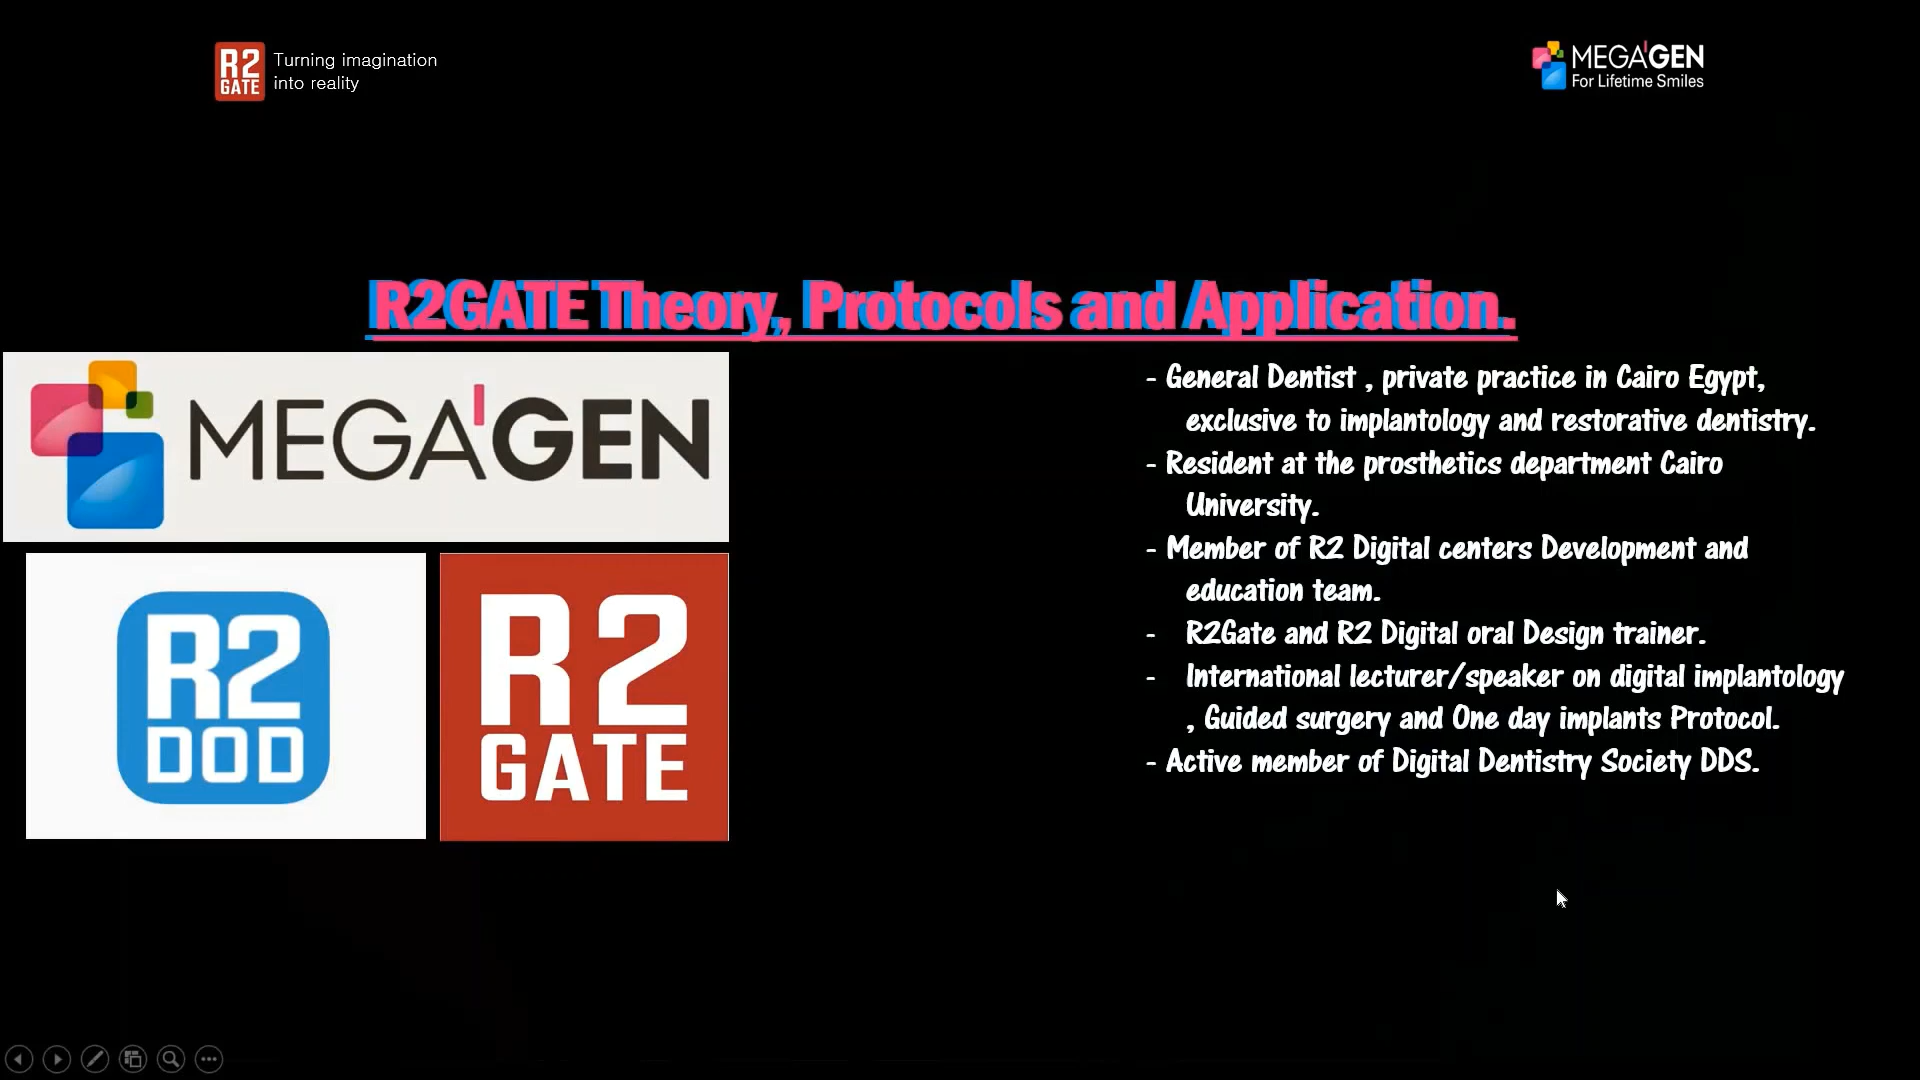 R2
GATE
Turning imagination
into reality
MEGA'GEN
For Lifetime Smiles
R2GATE Theory, Protocols and Application.
MEGA'GEN
R2
DOD
R2
GATE
- General Dentist , private practice in Cairo Egypt,
exclusive to implantology and restorative dentistry.
- Resident at the prosthetics department Cairo
University.
- Member of R2 Digital centers Development and
education team.
- R2Gate and R2 Digital oral Design trainer.
- International lecturer/speaker on digital implantology
, Guided surgery and One day implants Protocol.
- Active member of Digital Dentistry Society DDS.